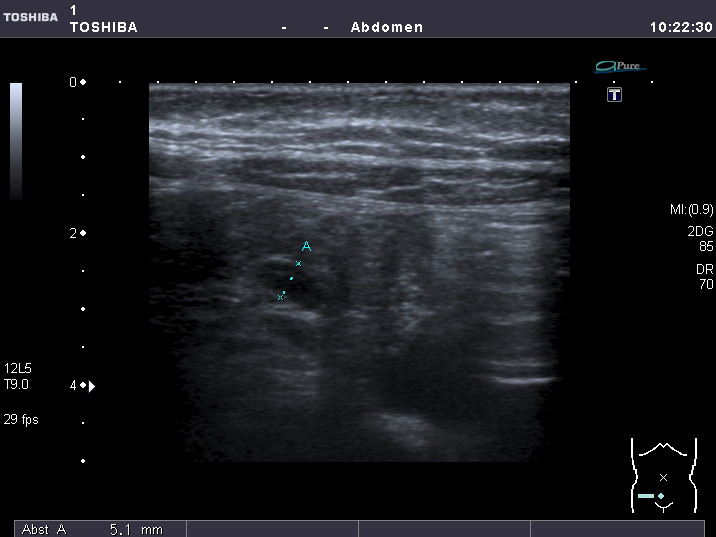 TOSHIBA
1
TOSHIBA - - Abdomen 10:22:30
Pure
T
0
2
4
A
MI:(0.9)
2DG
85
DR
70
12L5
T9.0
29 fps
Abst A 5.1 mm